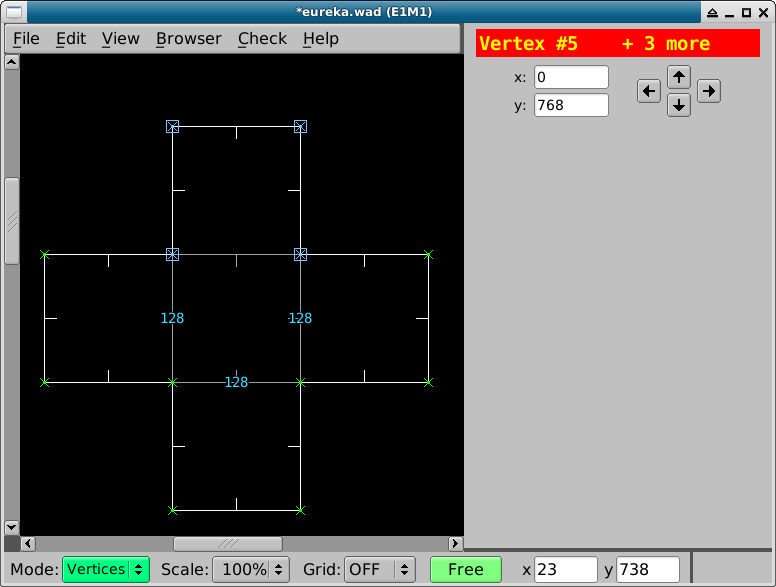 *eureka.wad (E1M1)
File Edit View Browser Check Help
Vertex #5 + 3 more
x: 0
y: 768
128 128
128
Mode: Vertices Scale: 100% Grid: OFF Free x 23 y 738